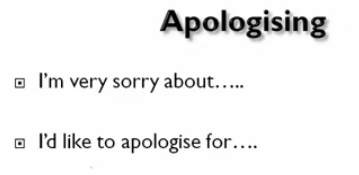 Apologising
I'm very sorry about.....
I'd like to apologise for....